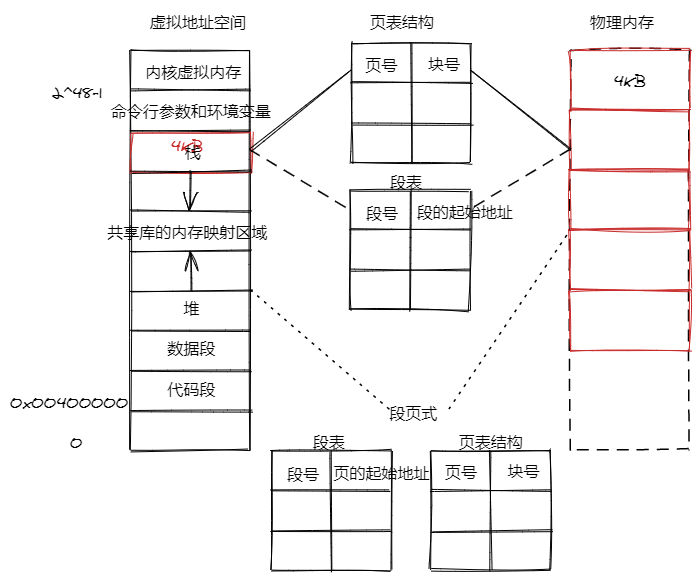 虚拟地址空间
页表结构
物理内存
内核虚拟内存
页号
块号
4kB
2^48-1
命令行参数和环境变量
4kB
栈
段表
段号
段的起始地址
共享库的内存映射区域
堆
数据段
代码段
0x00400000
段页式
0
段表
页表结构
段号
页的起始地址
页号
块号